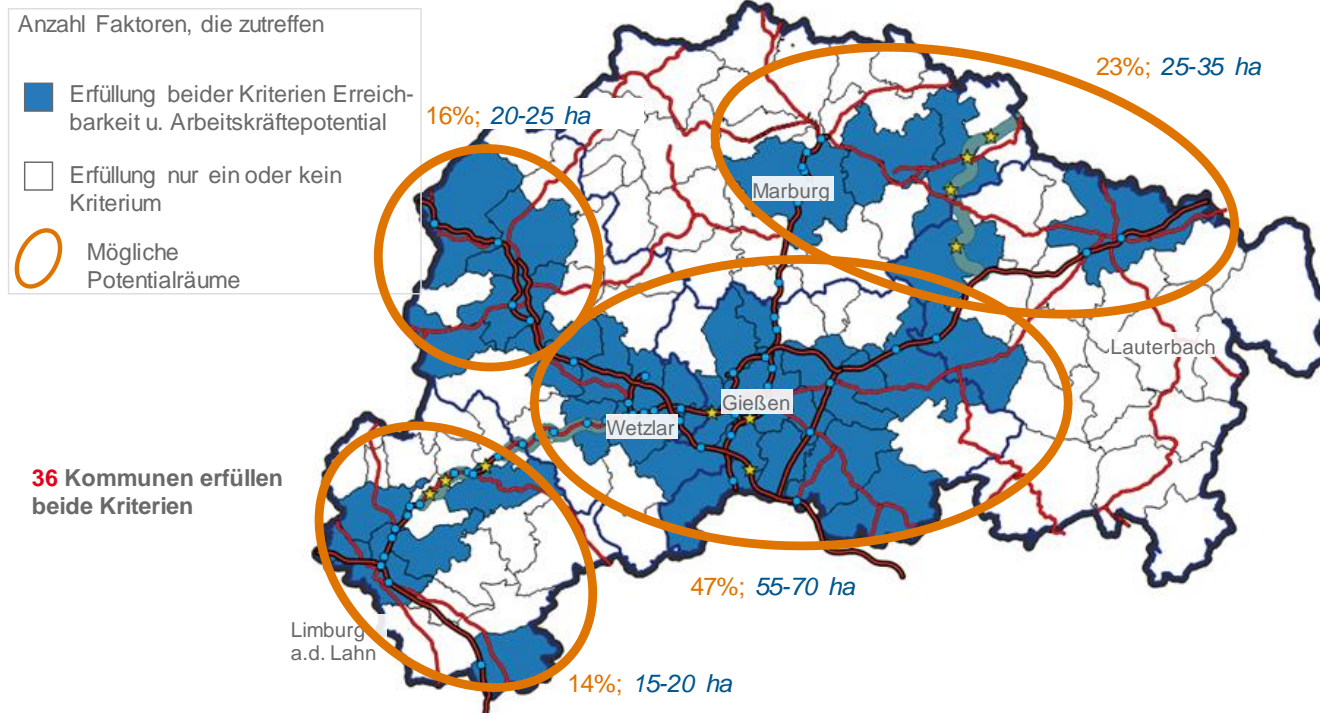 Anzahl Faktoren, die zutreffen
Erfüllung beider Kriterien Erreich-
barkeit u. Arbeitskräftepotential
Erfüllung nur ein oder kein
Kriterium
Mögliche
Potentialräume
16%; 20-25 ha
23%; 25-35 ha
Marburg
Lauterbach
Gießen
Wetzlar
36 Kommunen erfüllen
beide Kriterien
47%; 55-70 ha
Limburg
a.d. Lahn
14%; 15-20 ha